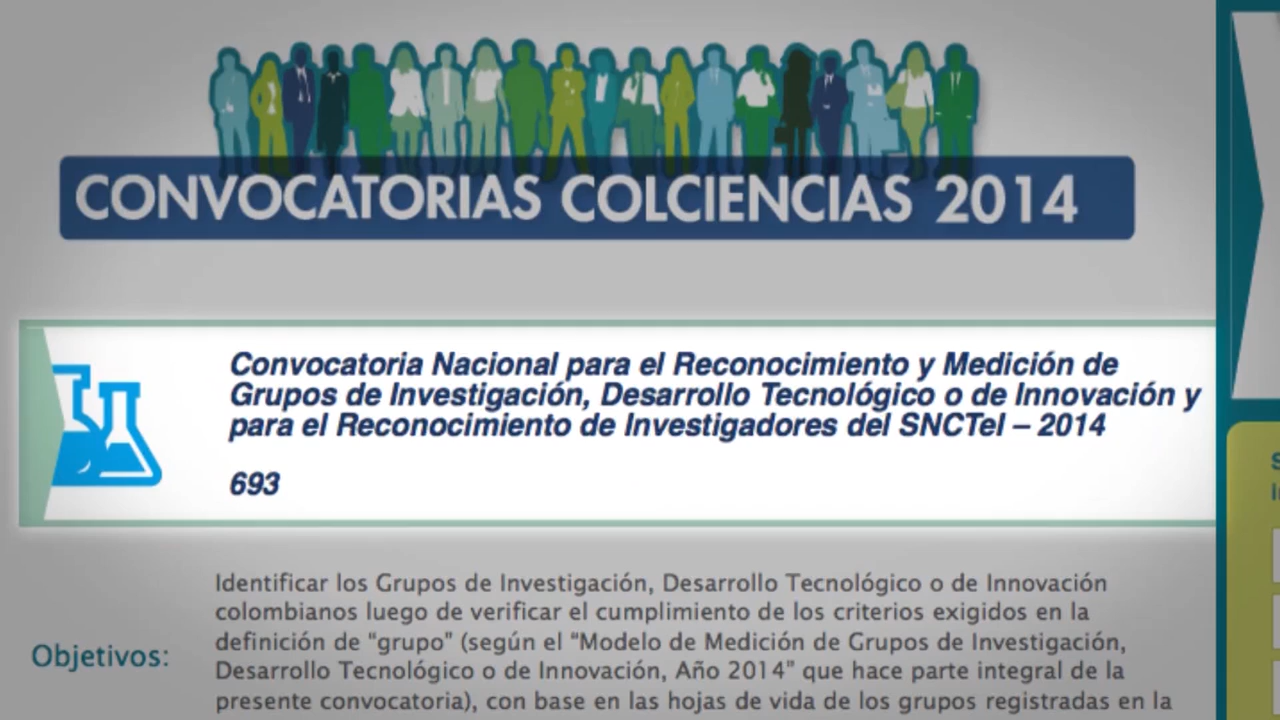 CONVOCATORIAS COLCIENCIAS 2014
Convocatoria Nacional para el Reconocimiento y Medición de
Grupos de Investigación, Desarrollo Tecnológico o de Innovación y
para el Reconocimiento de Investigadores del SNCTeI – 2014
693
Identificar los Grupos de Investigación, Desarrollo Tecnológico o de Innovación
colombianos luego de verificar el cumplimiento de los criterios exigidos en la
definición de “grupo” (según el “Modelo de Medición de Grupos de Investigación,
Objetivos:
Desarrollo Tecnológico o de Innovación, Año 2014” que hace parte integral de la
presente convocatoria), con base en las hojas de vida de los grupos registradas en la